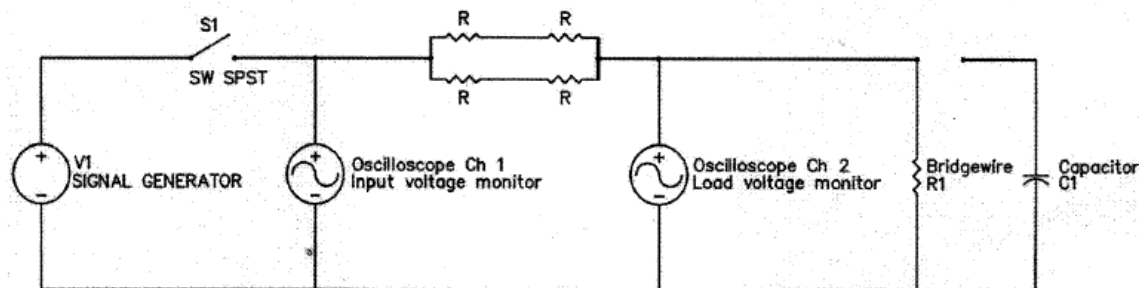 S1
SW SPST
R
R
R
R
+
-
V1
SIGNAL GENERATOR
+
-
Oscilloscope Ch 1
Input voltage monitor
+
-
Oscilloscope Ch 2
Load voltage monitor
Bridgewire
R1
Capacitor
C1